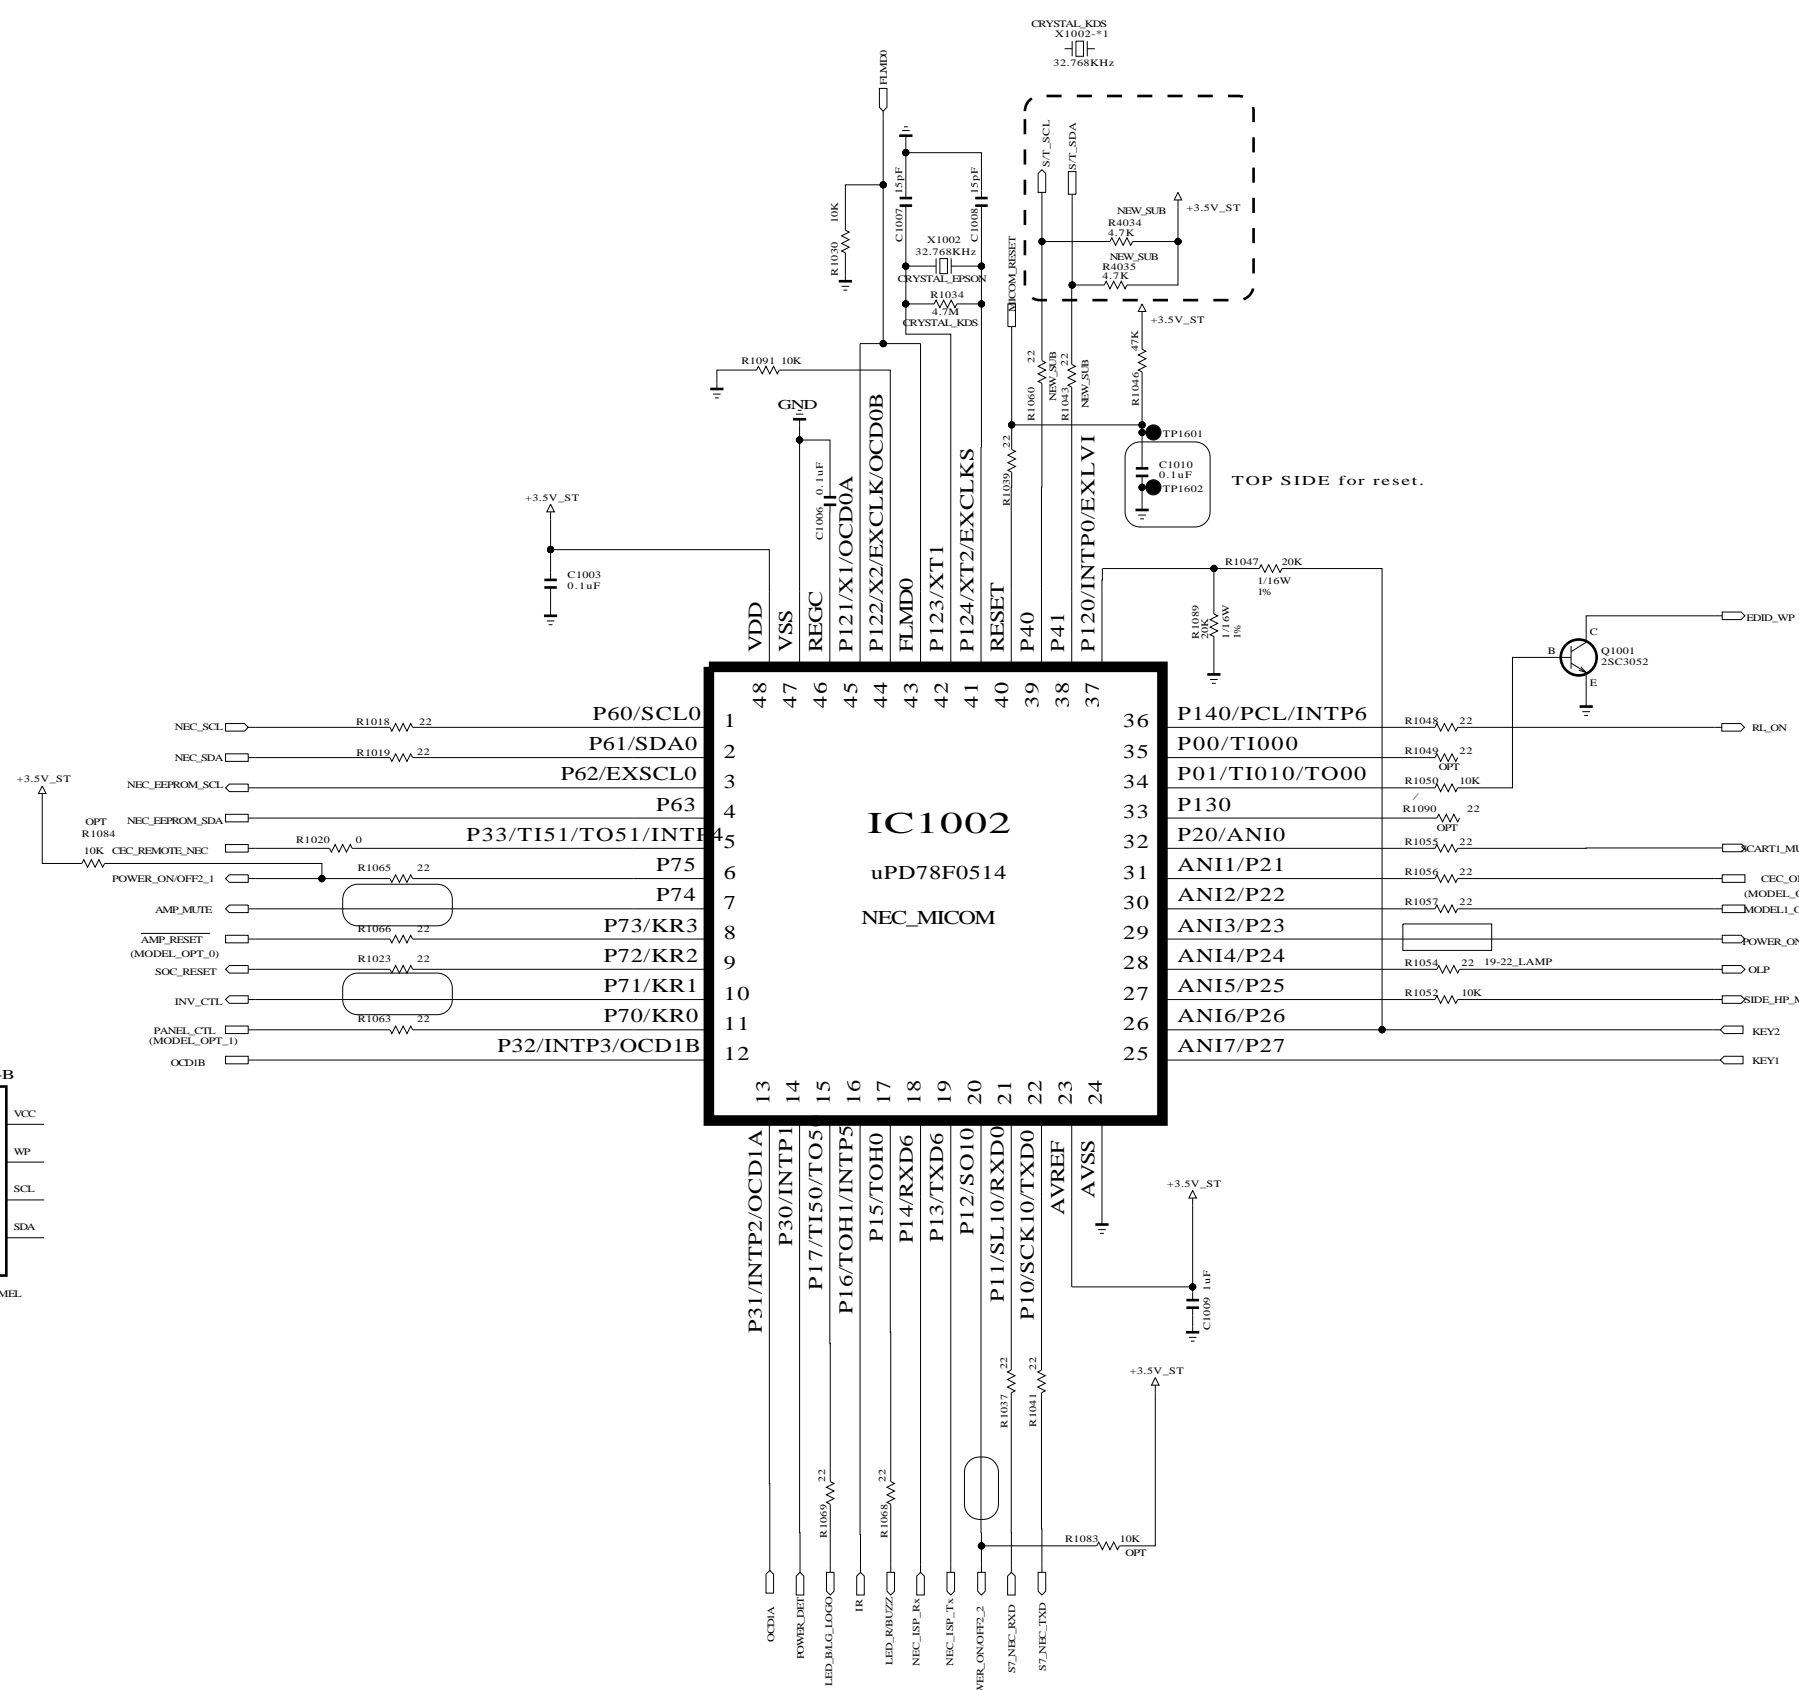 CRYSTAL_KDS
X1002-*1
32.768KHz
FLMD0
S/T_SCL
S/T_SDA
+3.5V_ST
NEW_SUB
R4034
4.7K
NEW_SUB
R4035
4.7K
15pF
C1007
15pF
C1008
10K
R1030
X1002
32.768KHz
CRYSTAL_EPSON
R1034
4.7M
CRYSTAL_KDS
MICOM_RESET
+3.5V_ST
47K
R1046
22
NEW_SUB
R1060
22
NEW_SUB
R1043
R1091 10K
GND
0.1uF
C1006
22
R1039
TP1601
C1010
0.1uF
TP1602
TOP SIDE for reset.
+3.5V_ST
C1003
0.1uF
R1047 20K
1/16W
1%
R1089
20K
1/16W
1%
EDID_WP
C
B
Q1001
2SC3052
E
VDD
VSS
REGC
P121/X1/OCD0A
P122/X2/EXCLK/OCD0B
FLMD0
P123/XT1
P124/XT2/EXCLKS
RESET
P40
P41
P120/INTP0/EXLVI
48
47
46
45
44
43
42
41
40
39
38
37
NEC_SCL R1018 22 P60/SCL0 1
NEC_SDA R1019 22 P61/SDA0 2
NEC_EEPROM_SCL P62/EXSCL0 3
+3.5V_ST
NEC_EEPROM_SDA P63 4
OPT
R1084
10K
CEC_REMOTE_NEC R1020 0 P33/TI51/TO51/INTP4 5
POWER_ON/OFF2_1 R1065 22 P75 6
AMP_MUTE P74 7
AMP_RESET R1066 22 P73/KR3 8
(MODEL_OPT_0)
SOC_RESET R1023 22 P72/KR2 9
INV_CTL P71/KR1 10
PANEL_CTL R1063 22 P70/KR0 11
(MODEL_OPT_1)
OCD1B P32/INTP3/OCD1B 12
IC1002
uPD78F0514
NEC_MICOM
36 P140/PCL/INTP6 R1048 22 RL_ON
35 P00/TI000 R1049 22
OPT
34 P01/TI010/TO00 R1050 10K
33 P130 R1090 22
OPT
32 P20/ANI0 R1055 22 SCART1_MU
31 ANI1/P21 R1056 22 CEC_O
(MODEL_O
30 ANI2/P22 R1057 22 MODEL1_O
29 ANI3/P23 POWER_ON
28 ANI4/P24 R1054 22 19-22_LAMP OLP
27 ANI5/P25 R1052 10K SIDE_HP_M
26 ANI6/P26 KEY2
25 ANI7/P27 KEY1
-B
VCC
WP
SCL
SDA
MEL
13
14
15
16
17
18
19
20
21
22
23
24
P31/INTP2/OCD1A
P30/INTP1
P17/TI50/TO50
P16/TOH1/INTP5
P15/TOH0
P14/RXD6
P13/TXD6
P12/SO10
P11/SL10/RXD0
P10/SCK10/TXD0
AVREF
AVSS
+3.5V_ST
1uF
C1009
22
R1037
22
R1041
+3.5V_ST
22
R1069
22
R1068
R1083 10K
OPT
OCD1A
POWER_DET
LED_B/LG_LOGO
IR
LED_R/BUZZ
NEC_ISP_Rx
NEC_ISP_Tx
WER_ON/OFF2_2
S7_NEC_RXD
S7_NEC_TXD